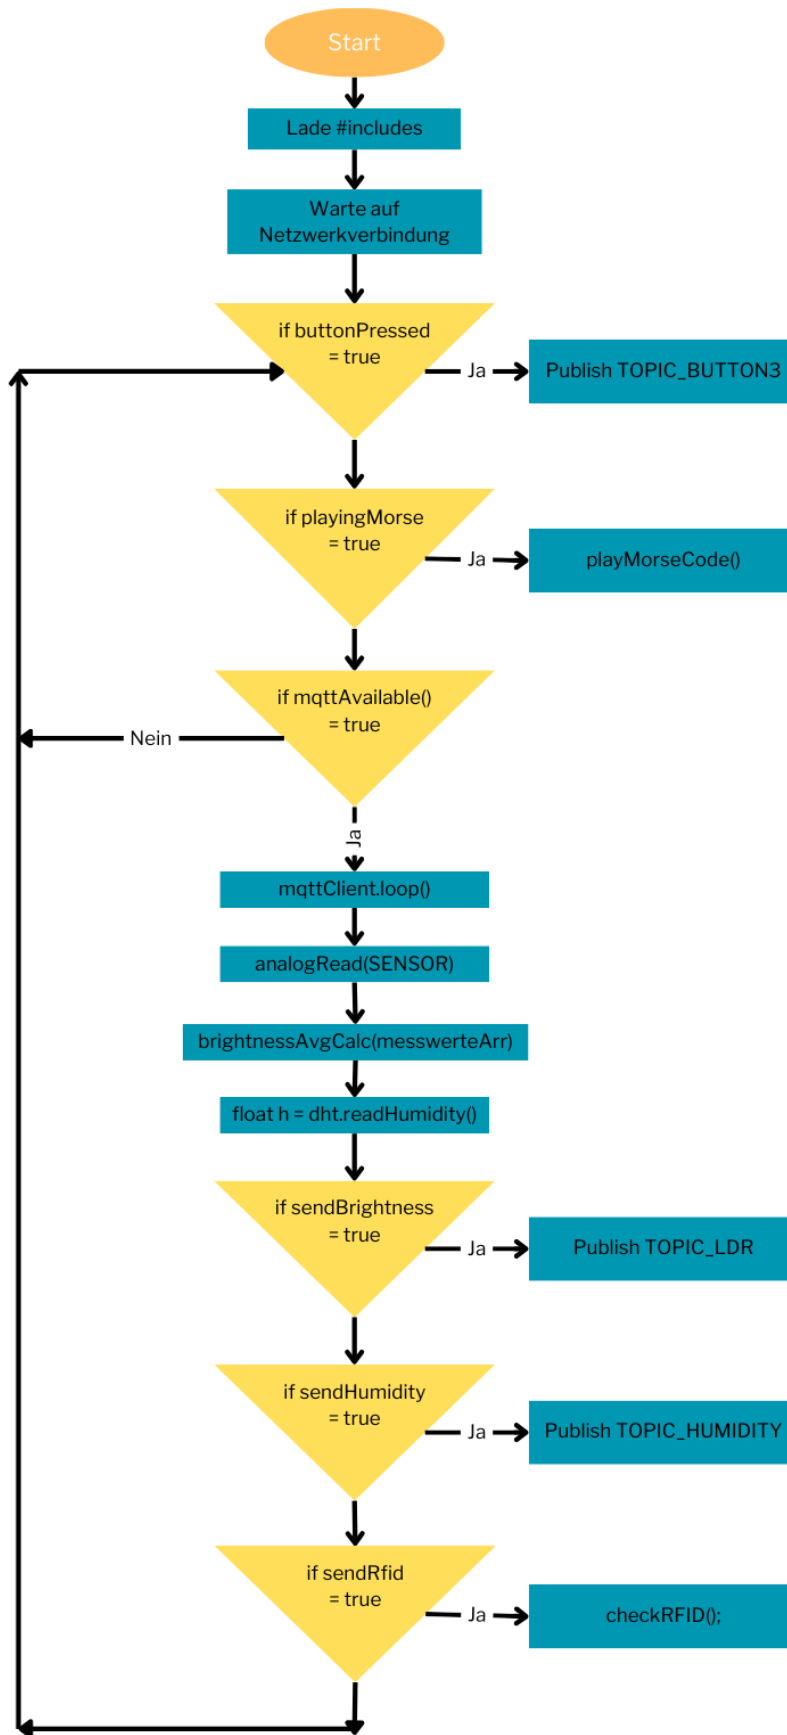 Start
Lade #includes
Warte auf
Netzwerkverbindung
if buttonPressed
= true
Ja
Publish TOPIC_BUTTON3
if playingMorse
= true
Ja
playMorseCode()
if mqttAvailable()
= true
Nein
Ja
mqttClient.loop()
analogRead(SENSOR)
brightnessAvgCalc(messwerteArr)
float h = dht.readHumidity()
if sendBrightness
= true
Ja
Publish TOPIC_LDR
if sendHumidity
= true
Ja
Publish TOPIC_HUMIDITY
if sendRfid
= true
Ja
checkRFID();